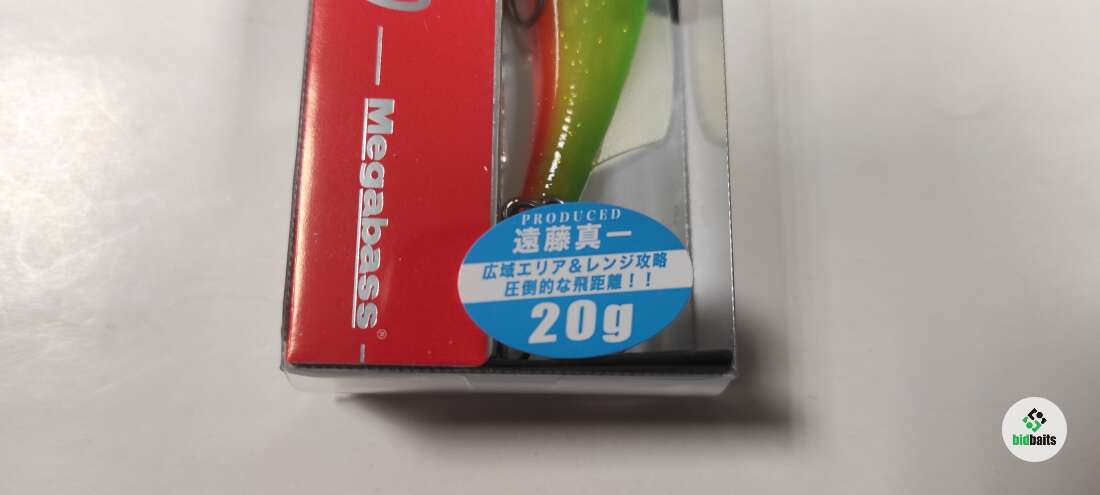 Megabass®
PRODUCED
遠藤真一
広域エリア＆レンジ攻略
圧倒的な飛距離！！
20g
bidbaits